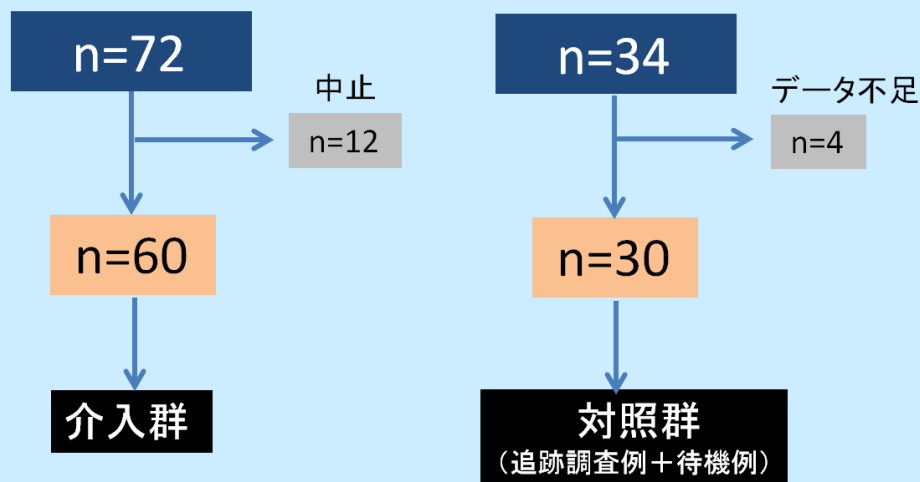 n=72
中止
n=12
n=60
介入群
n=34
データ不足
n=4
n=30
対照群
（追跡調査例＋待機例）